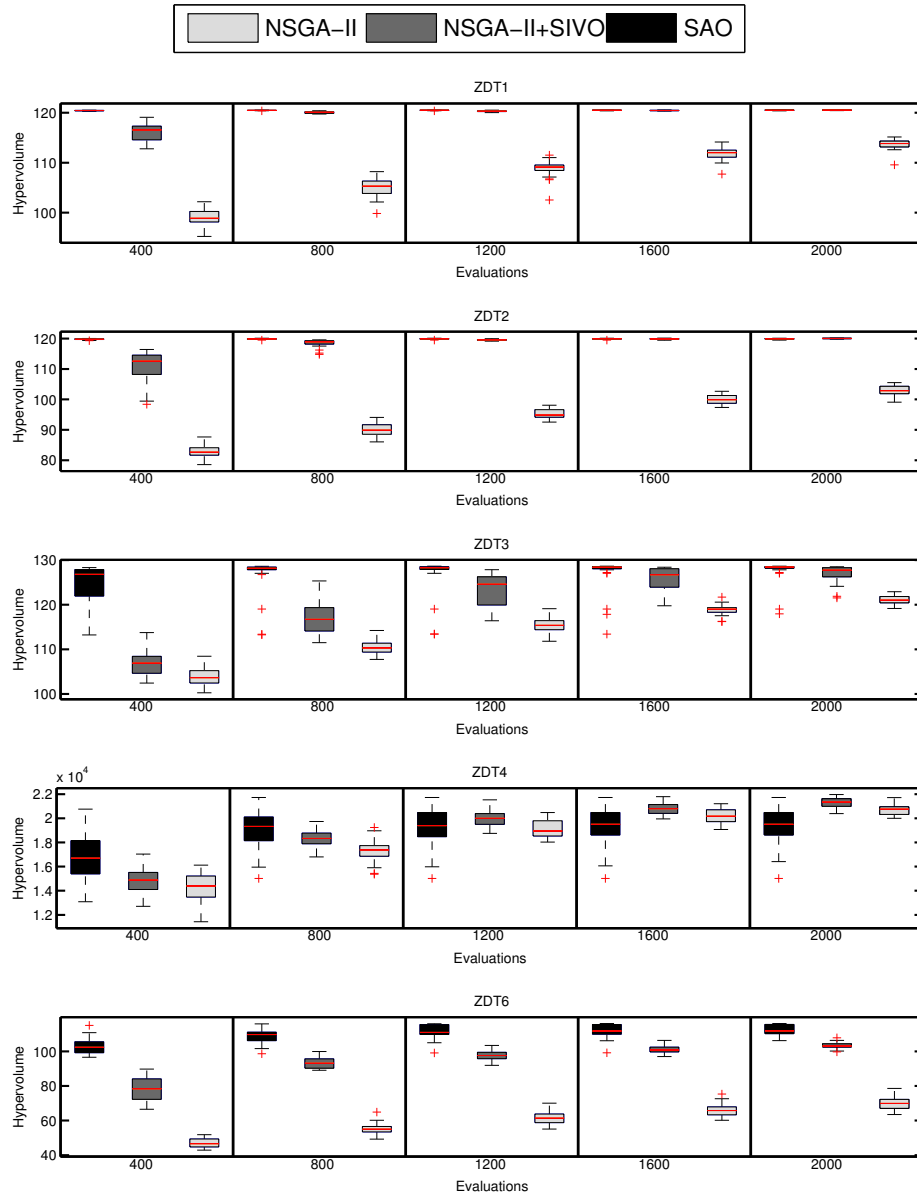 NSGA−II NSGA−II+SIVO SAO
ZDT1
120
110
100
Hypervolume
400 800 1200 1600 2000
Evaluations
ZDT2
120
110
100
90
80
Hypervolume
400 800 1200 1600 2000
Evaluations
ZDT3
130
120
110
100
Hypervolume
400 800 1200 1600 2000
Evaluations
ZDT4
x 10^4
2.2
2
1.8
1.6
1.4
1.2
Hypervolume
400 800 1200 1600 2000
Evaluations
ZDT6
100
80
60
40
Hypervolume
400 800 1200 1600 2000
Evaluations